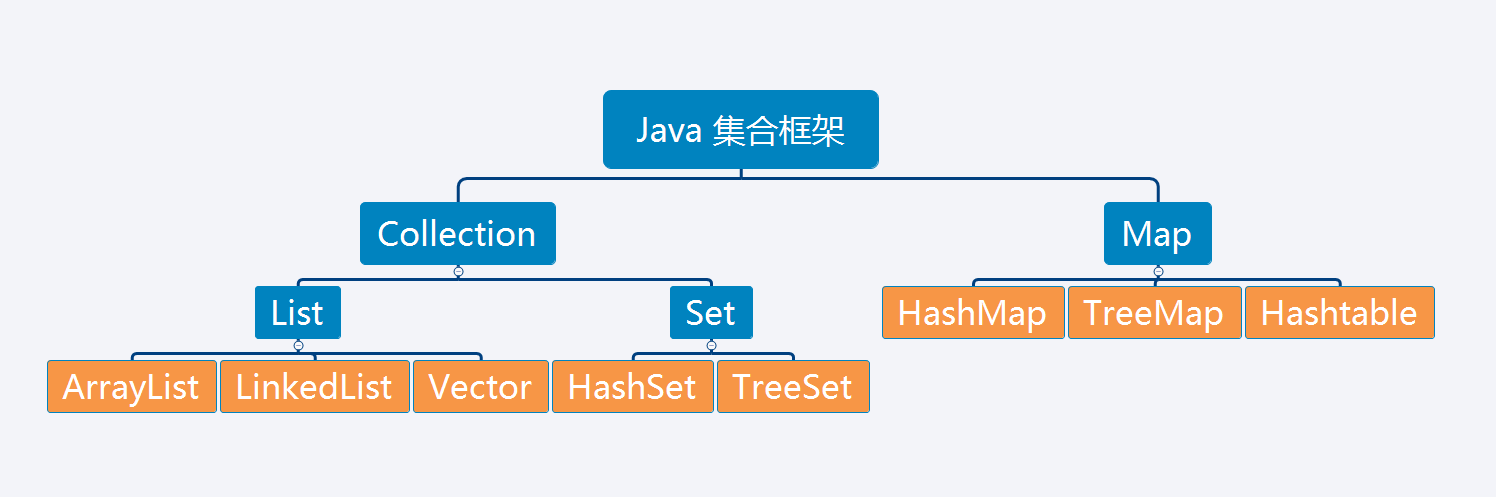 Java 集合框架
Collection
Map
List
Set
HashMap
TreeMap
Hashtable
ArrayList
LinkedList
Vector
HashSet
TreeSet